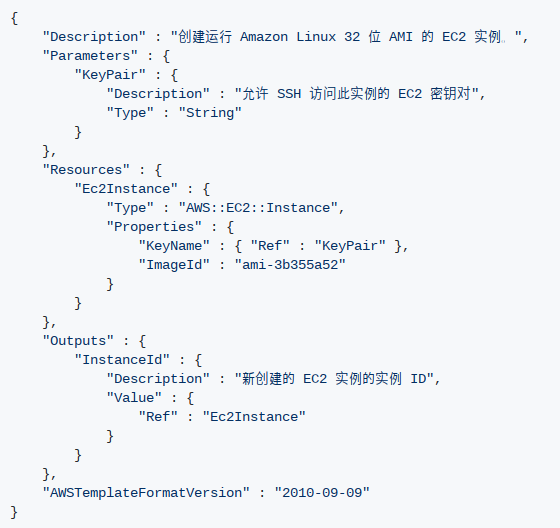 {
    "Description" : "创建运行 Amazon Linux 32 位 AMI 的 EC2 实例。",
    "Parameters" : {
        "KeyPair" : {
            "Description" : "允许 SSH 访问此实例的 EC2 密钥对",
            "Type" : "String"
        }
    },
    "Resources" : {
        "Ec2Instance" : {
            "Type" : "AWS::EC2::Instance",
            "Properties" : {
                "KeyName" : { "Ref" : "KeyPair" },
                "ImageId" : "ami-3b355a52"
            }
        }
    },
    "Outputs" : {
        "InstanceId" : {
            "Description" : "新创建的 EC2 实例的实例 ID",
            "Value" : {
                "Ref" : "Ec2Instance"
            }
        }
    },
    "AWSTemplateFormatVersion" : "2010-09-09"
}